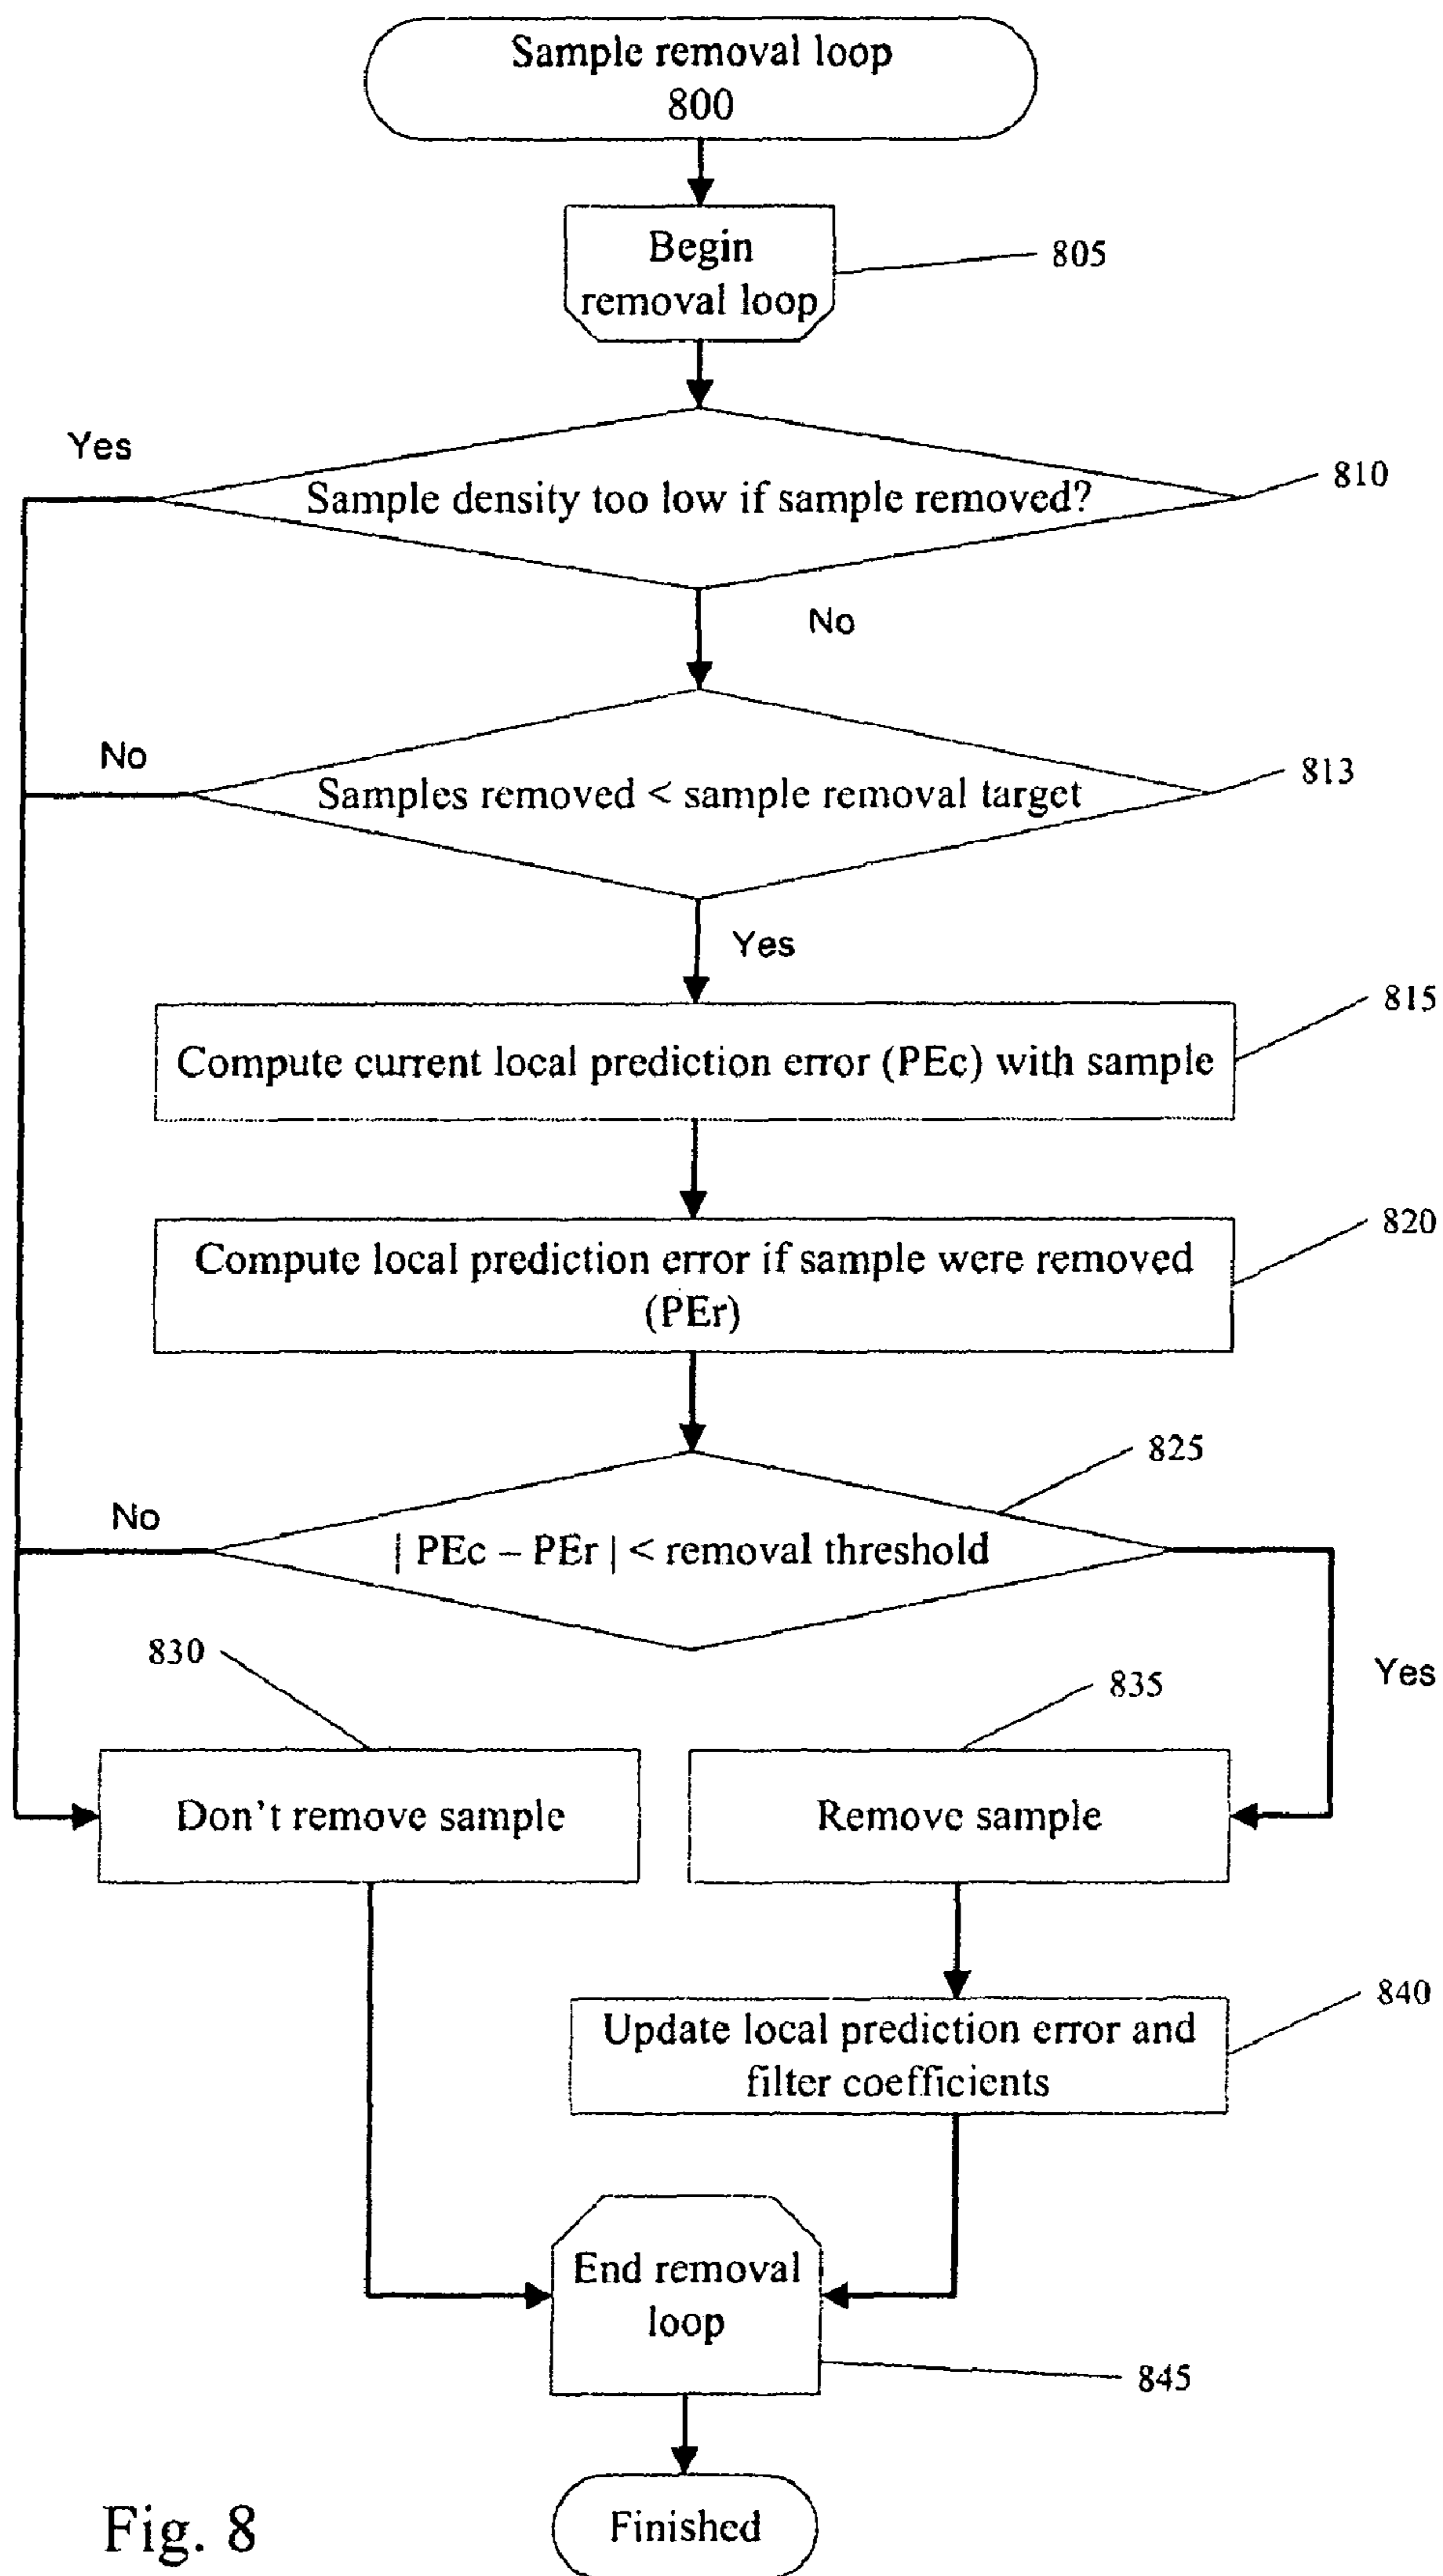 Sample removal loop
800
Begin
removal loop
805
Yes
Sample density too low if sample removed?
810
No
No
Samples removed < sample removal target
813
Yes
815
Compute current local prediction error (PEc) with sample
820
Compute local prediction error if sample were removed
(PEr)
825
No
| PEc – PEr | < removal threshold
830
835
Yes
Don't remove sample
Remove sample
840
Update local prediction error and
filter coefficients
End removal
loop
845
Fig. 8
Finished